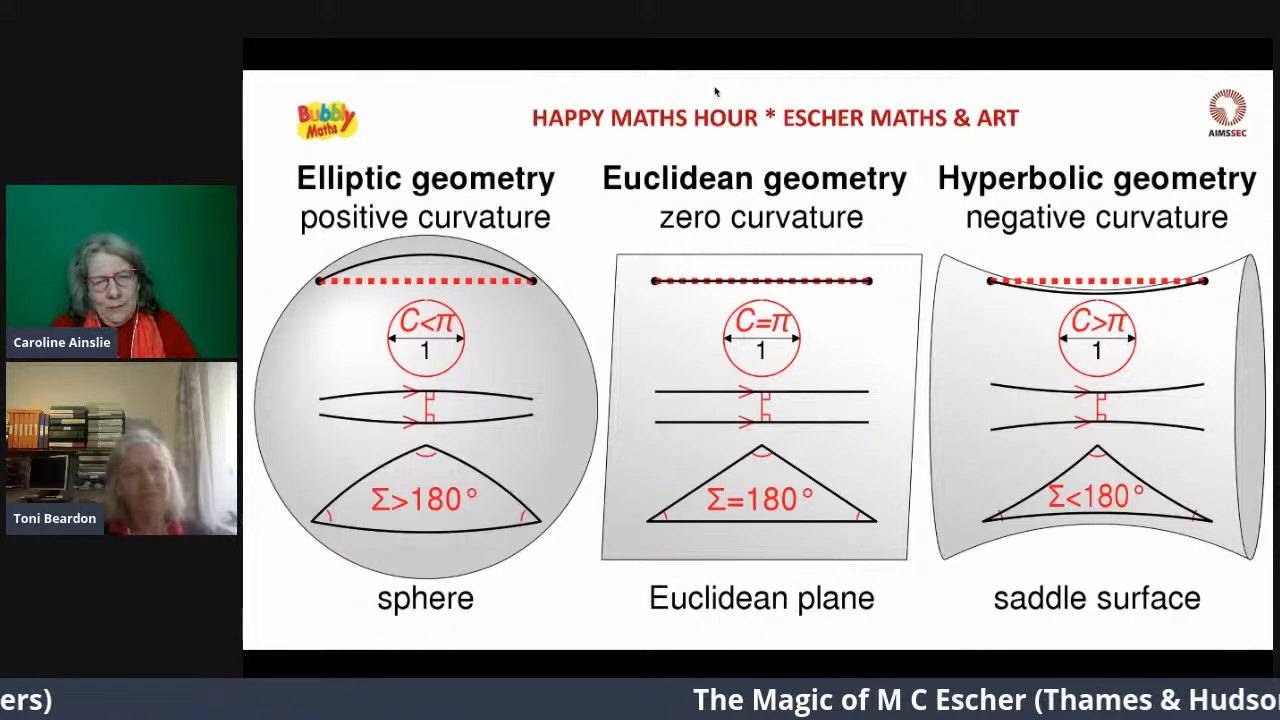 Bubbly
Maths
HAPPY MATHS HOUR * ESCHER MATHS & ART
AIMSSEC
Elliptic geometry
positive curvature
Euclidean geometry
zero curvature
Hyperbolic geometry
negative curvature
C<π
1
C=π
1
C>π
1
Σ>180°
Σ=180°
Σ<180°
sphere
Euclidean plane
saddle surface
Caroline Ainslie
Toni Beardon
ers)
The Magic of M C Escher (Thames & Hudso